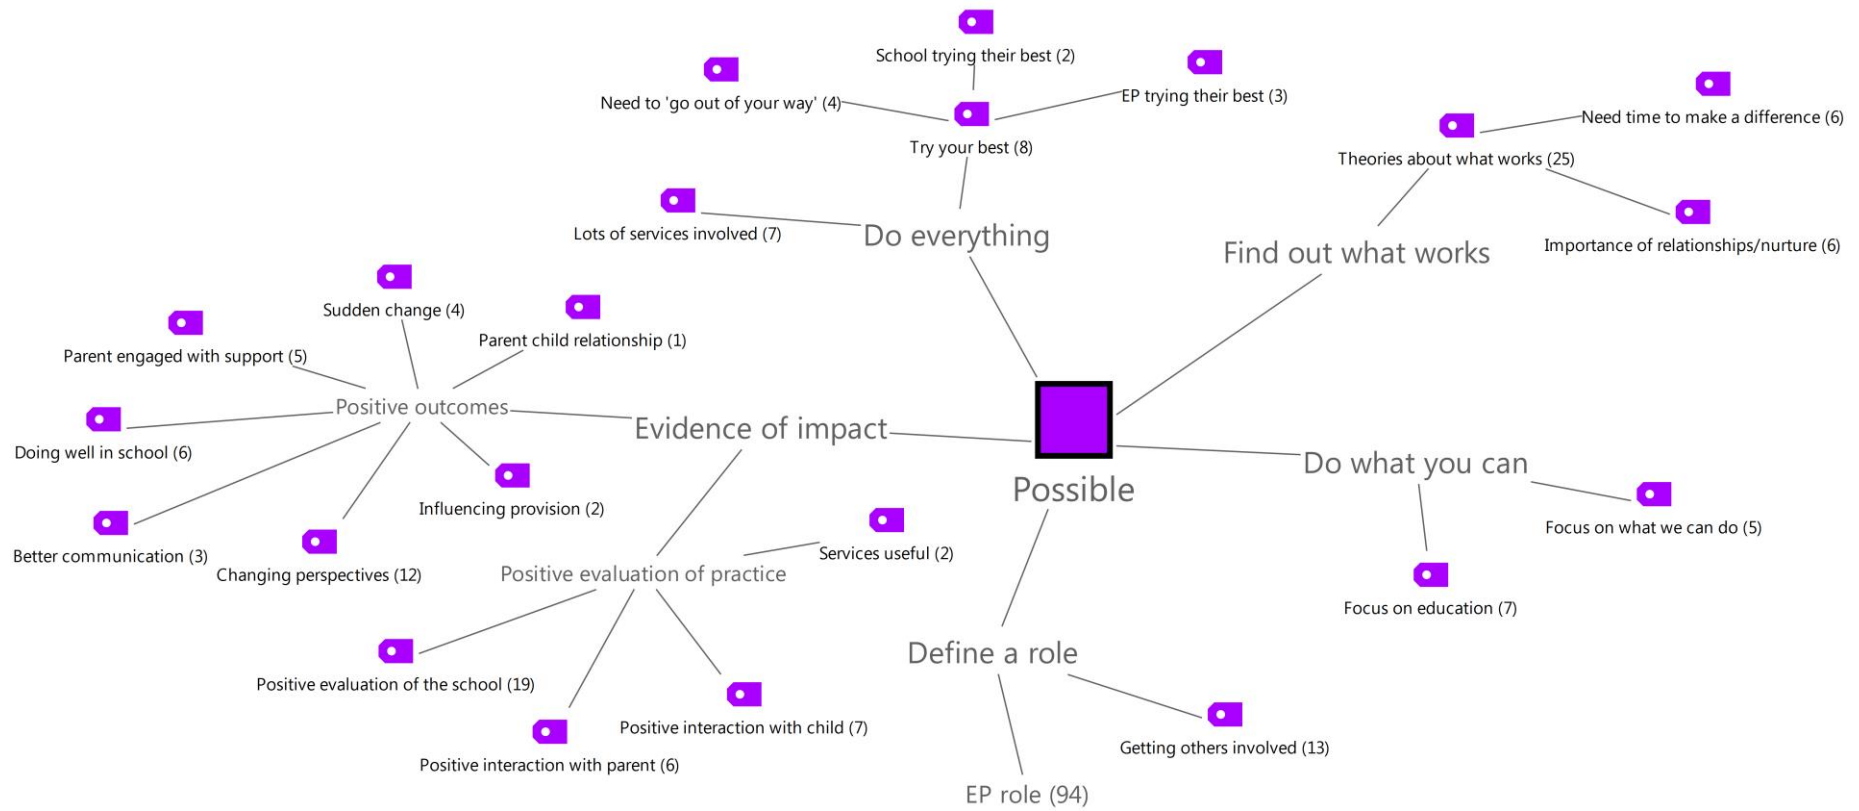 School trying their best (2)
Need to 'go out of your way' (4)
EP trying their best (3)
Try your best (8)
Lots of services involved (7)
Do everything
Need time to make a difference (6)
Theories about what works (25)
Importance of relationships/nurture (6)
Find out what works
Sudden change (4)
Parent child relationship (1)
Parent engaged with support (5)
Positive outcomes
Doing well in school (6)
Influencing provision (2)
Better communication (3)
Changing perspectives (12)
Evidence of impact
Possible
Do what you can
Focus on what we can do (5)
Focus on education (7)
Services useful (2)
Positive evaluation of practice
Positive evaluation of the school (19)
Positive interaction with child (7)
Positive interaction with parent (6)
Define a role
Getting others involved (13)
EP role (94)